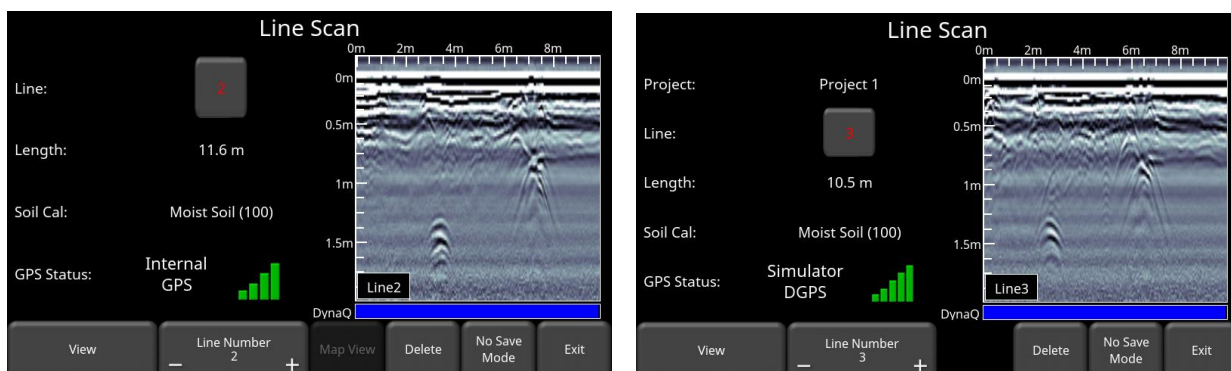 Line Scan
0m 2m 4m 6m 8m
Line:
2
0m
0.5m
Length:
11.6 m
1m
Soil Cal:
Moist Soil (100)
1.5m
GPS Status:
Internal
GPS
Line2
DynaQ
View
Line Number
2
− +
Map View
Delete
No Save
Mode
Exit
Line Scan
0m 2m 4m 6m 8m
Project:
Project 1
0m
Line:
3
0.5m
Length:
10.5 m
1m
Soil Cal:
Moist Soil (100)
1.5m
GPS Status:
Simulator
DGPS
Line3
DynaQ
View
Line Number
3
− +
Delete
No Save
Mode
Exit